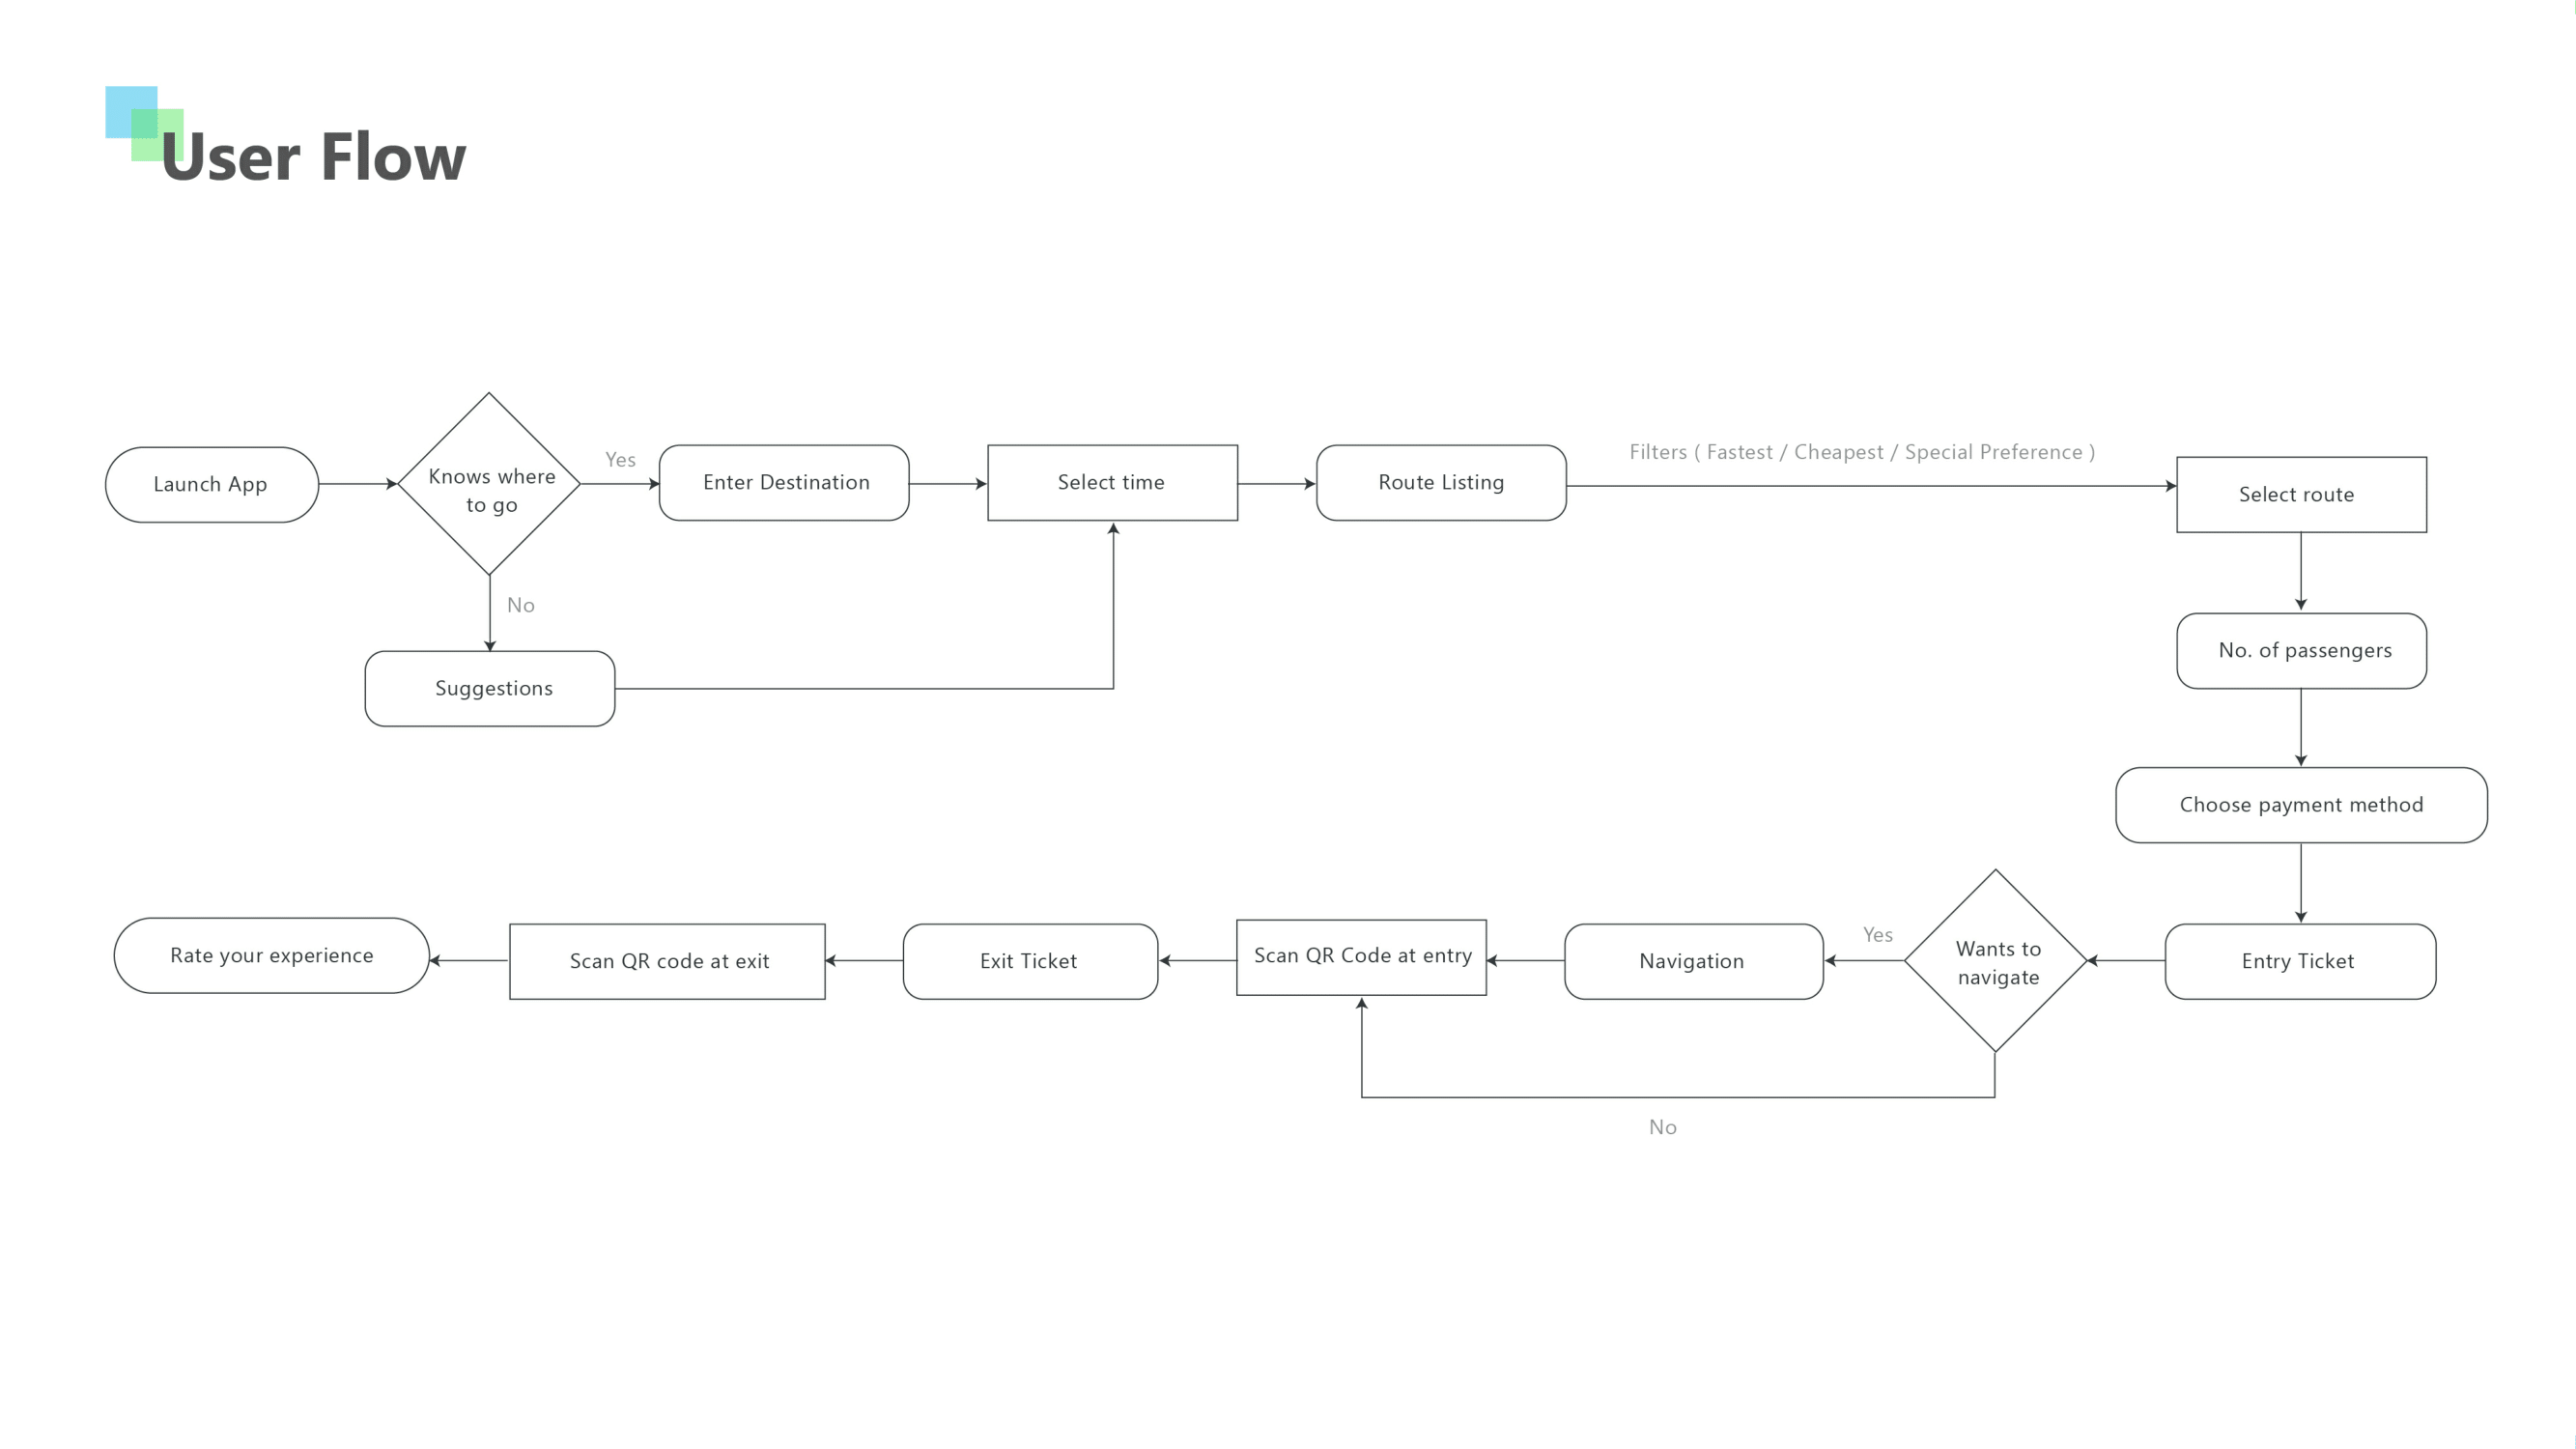 User Flow
Launch App
Knows where
to go
Yes
Enter Destination
Select time
Route Listing
Filters ( Fastest / Cheapest / Special Preference )
Select route
No
Suggestions
No. of passengers
Choose payment method
Entry Ticket
Wants to
navigate
Yes
Navigation
Scan QR Code at entry
Exit Ticket
Scan QR code at exit
Rate your experience
No